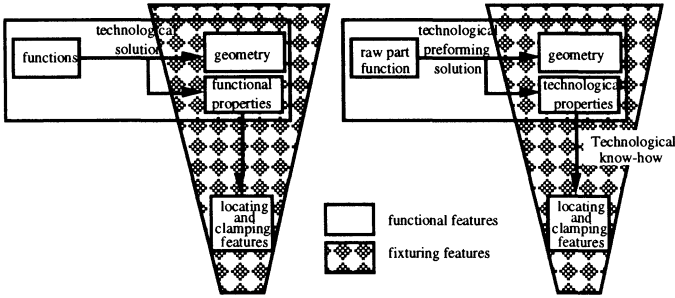 technological
solution
functions
geometry
functional
properties
locating
and
clamping
features
technological
preforming
solution
raw part
function
geometry
technological
properties
Technological
know-how
locating
and
clamping
features
functional features
fixturing features